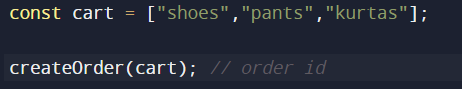 const cart = ["shoes","pants","kurtas"];
createOrder(cart); // order id